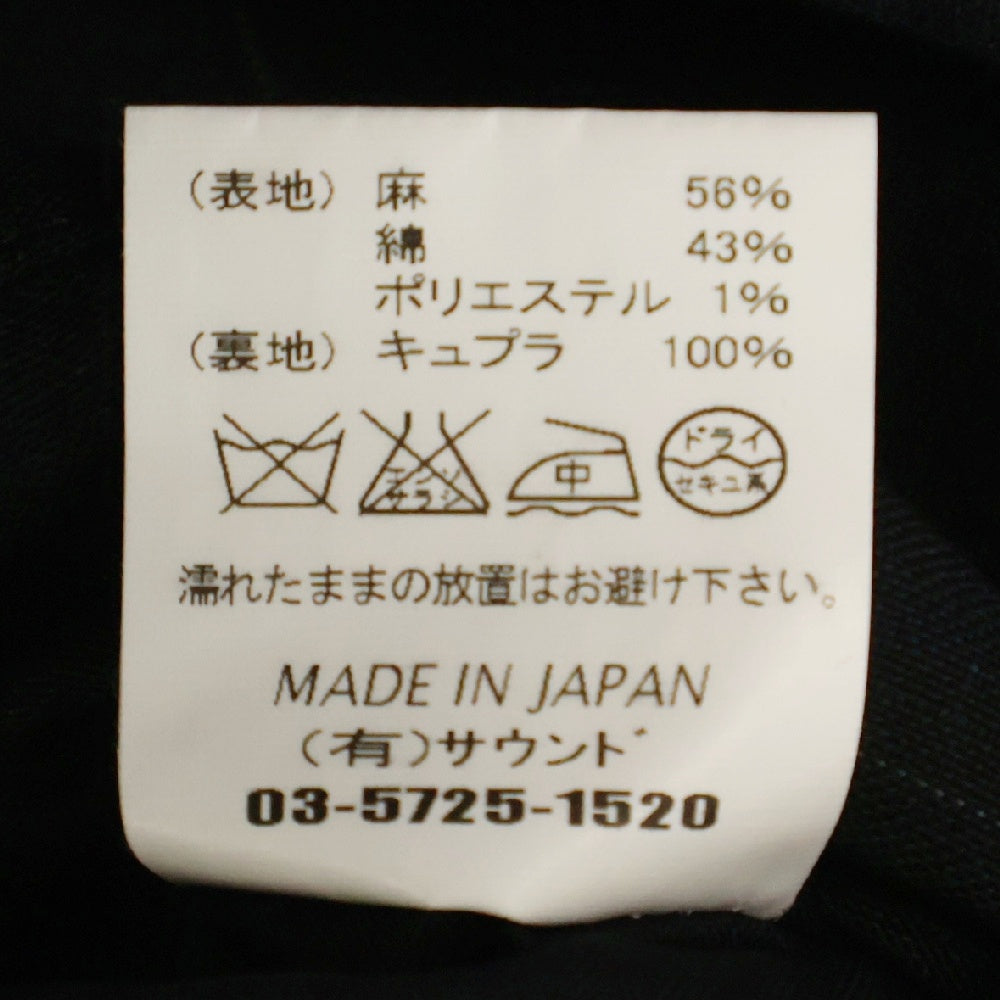 （表地）麻 56%
綿 43%
ポリエステル 1%
（裏地）キュプラ 100%
エンソ
サラシ
中
ドライ
セキユ系
濡れたままの放置はお避け下さい。
MADE IN JAPAN
（有）サウンド
03-5725-1520